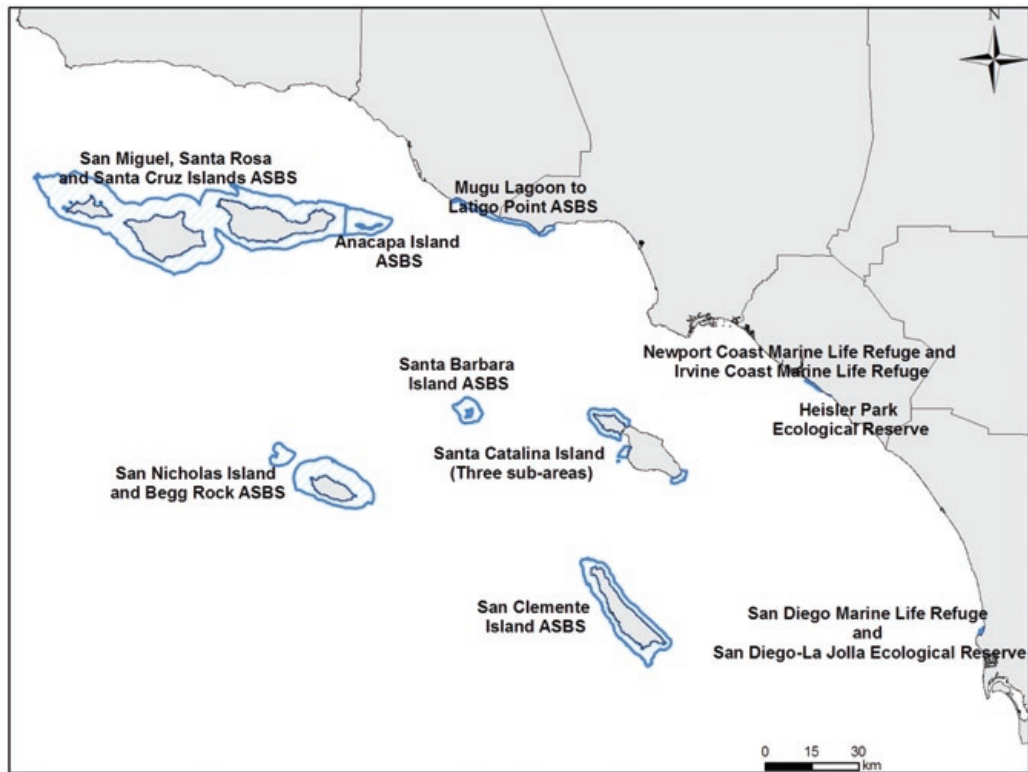 N
San Miguel, Santa Rosa
and Santa Cruz Islands ASBS
Mugu Lagoon to
Latigo Point ASBS
Anacapa Island
ASBS
Newport Coast Marine Life Refuge and
Irvine Coast Marine Life Refuge
Santa Barbara
Island ASBS
Heisler Park
Ecological Reserve
Santa Catalina Island
(Three sub-areas)
San Nicholas Island
and Begg Rock ASBS
San Clemente
Island ASBS
San Diego Marine Life Refuge
and
San Diego-La Jolla Ecological Reserve
0 15 30
km